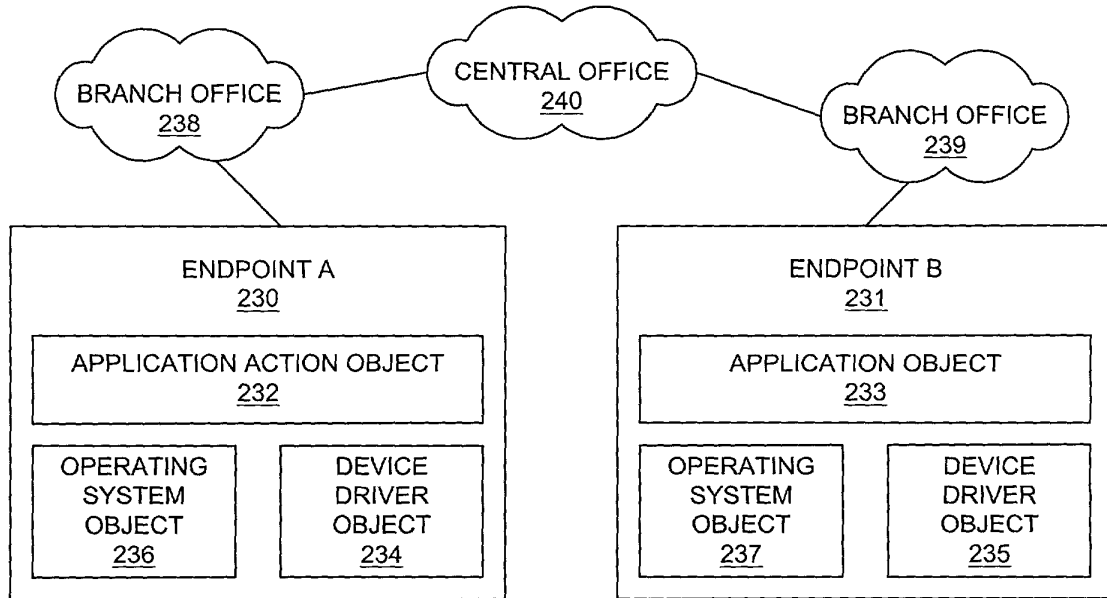 BRANCH OFFICE
238
CENTRAL OFFICE
240
BRANCH OFFICE
239
ENDPOINT A
230
APPLICATION ACTION OBJECT
232
OPERATING
SYSTEM
OBJECT
236
DEVICE
DRIVER
OBJECT
234
ENDPOINT B
231
APPLICATION OBJECT
233
OPERATING
SYSTEM
OBJECT
237
DEVICE
DRIVER
OBJECT
235